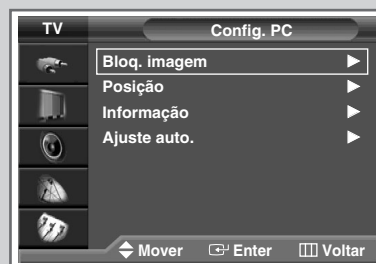 TV
Config. PC
Bloq. imagem
Posição
Informação
Ajuste auto.
Mover Enter Voltar